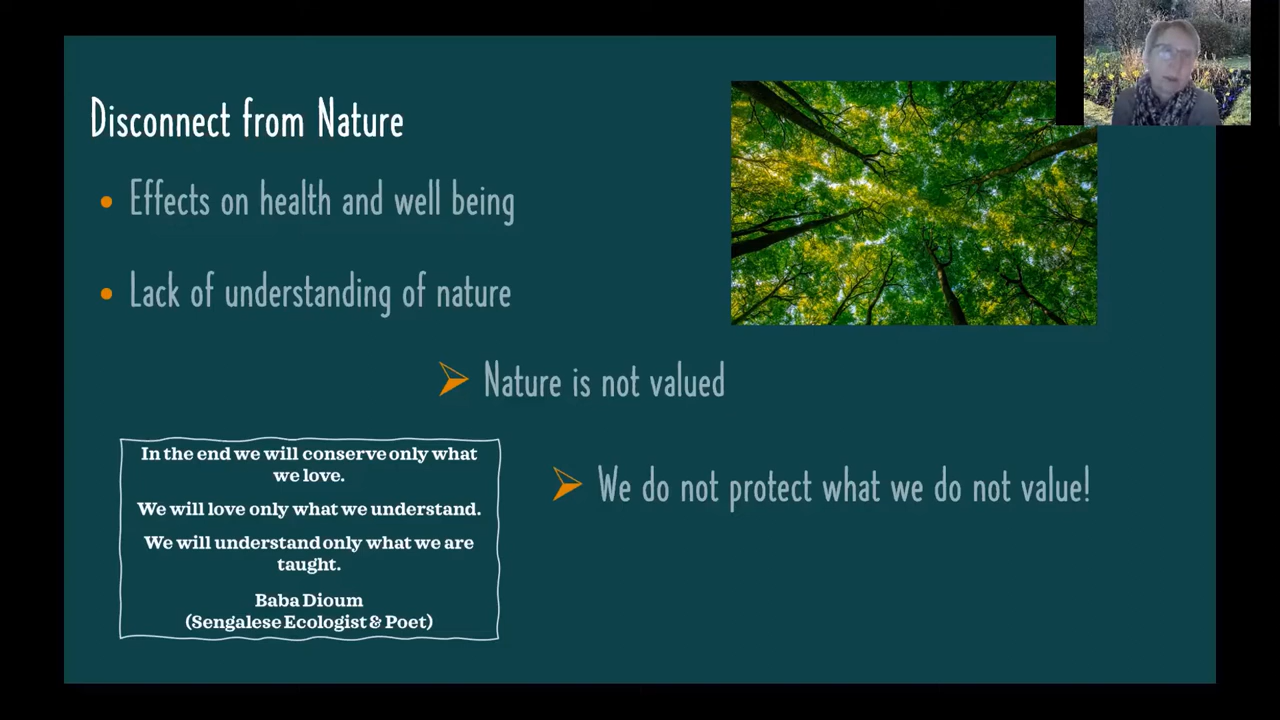 Disconnect from Nature
Effects on health and well being
Lack of understanding of nature
Nature is not valued
We do not protect what we do not value!
In the end we will conserve only what
we love.
We will love only what we understand.
We will understand only what we are
taught.
Baba Dioum
(Sengalese Ecologist & Poet)